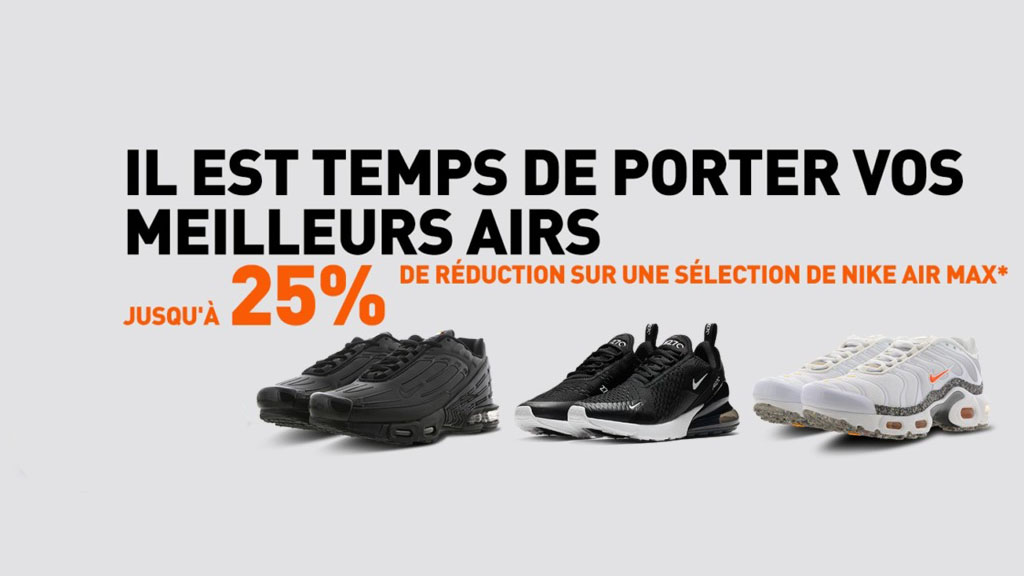 IL EST TEMPS DE PORTER VOS
MEILLEURS AIRS
JUSQU'À 25% DE RÉDUCTION SUR UNE SÉLECTION DE NIKE AIR MAX*